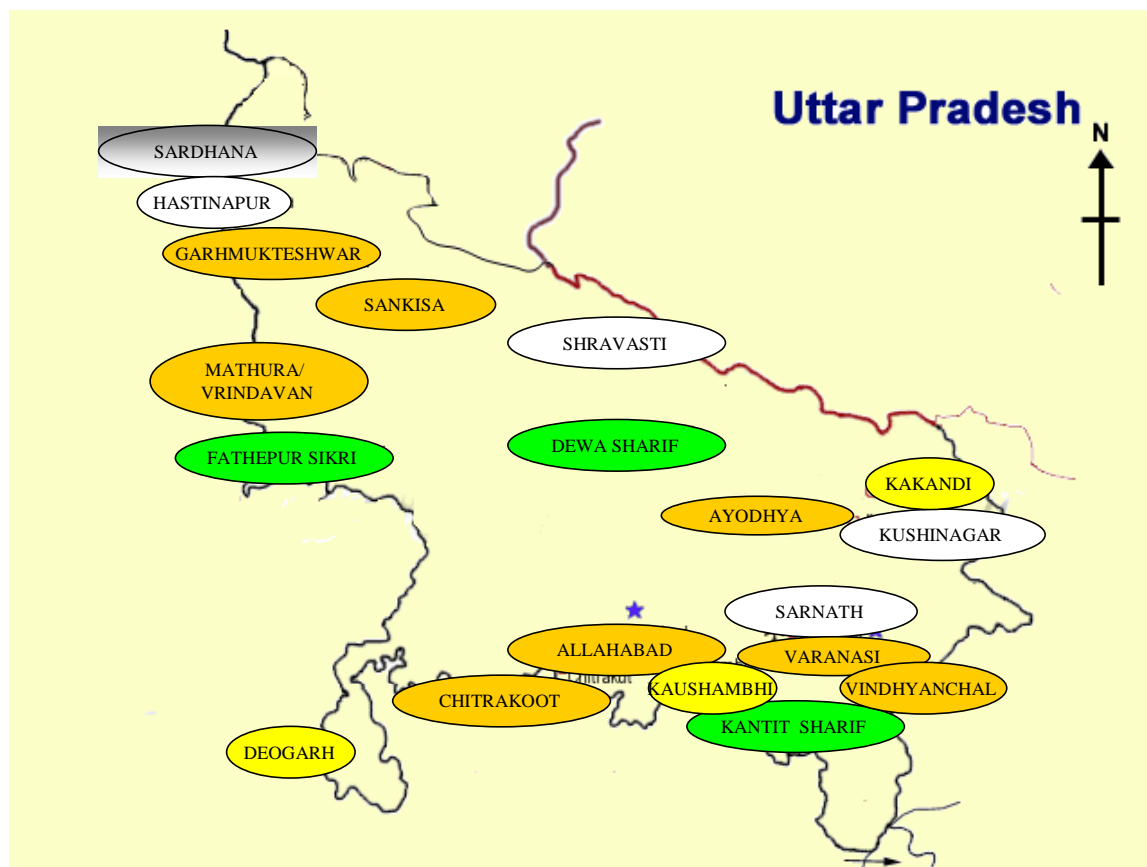 Uttar Pradesh
N
SARDHANA
HASTINAPUR
GARHMUKTESHWAR
SANKISA
SHRAVASTI
MATHURA/
VRINDAVAN
FATHEPUR SIKRI
DEWA SHARIF
KAKANDI
AYODHYA
KUSHINAGAR
SARNATH
ALLAHABAD
VARANASI
KAUSHAMBHI
VINDHYANCHAL
CHITRAKOOT
KANTIT SHARIF
DEOGARH